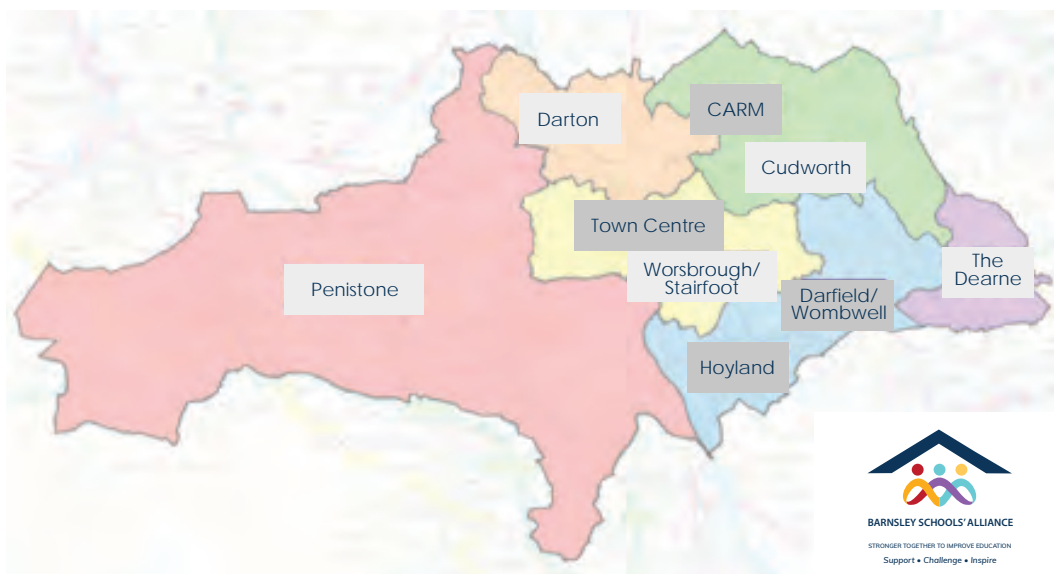 Darton
CARM
Cudworth
Town Centre
Worsbrough/
Stairfoot
The
Dearne
Penistone
Darfield/
Wombwell
Hoyland
BARNSLEY SCHOOLS' ALLIANCE
STRONGER TOGETHER TO IMPROVE EDUCATION
Support • Challenge • Inspire